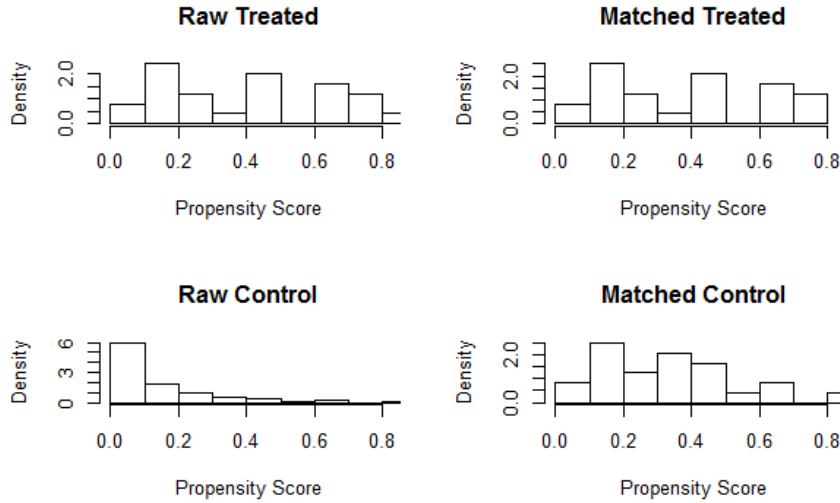 Raw Treated
Density
0.0 2.0
0.0 0.2 0.4 0.6 0.8
Propensity Score
Matched Treated
Density
0.0 2.0
0.0 0.2 0.4 0.6 0.8
Propensity Score
Raw Control
Density
0 3 6
0.0 0.2 0.4 0.6 0.8
Propensity Score
Matched Control
Density
0.0 2.0
0.0 0.2 0.4 0.6 0.8
Propensity Score